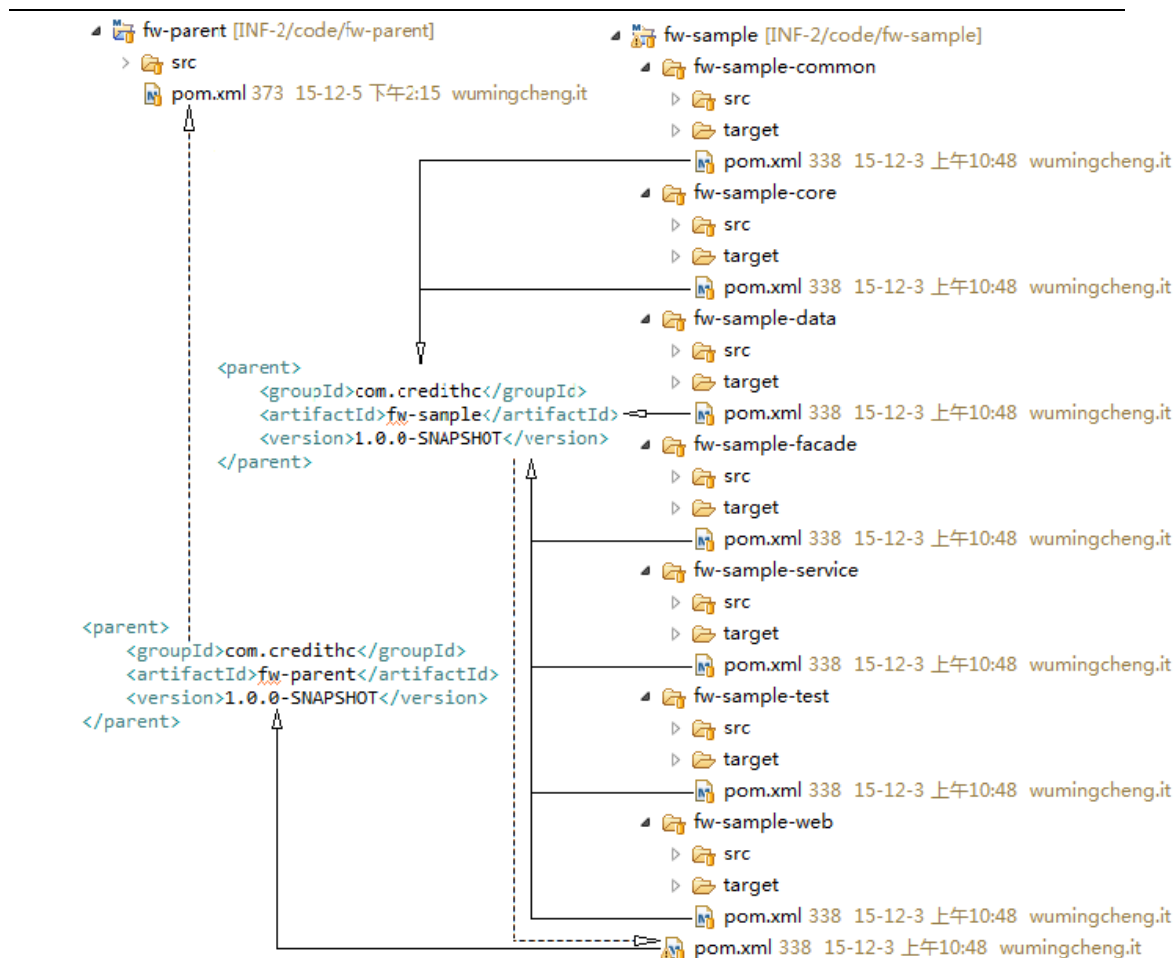 fw-parent [INF-2/code/fw-parent]
src
pom.xml 373 15-12-5 下午2:15 wumingcheng.it
fw-sample [INF-2/code/fw-sample]
fw-sample-common
src
target
pom.xml 338 15-12-3 上午10:48 wumingcheng.it
fw-sample-core
src
target
pom.xml 338 15-12-3 上午10:48 wumingcheng.it
fw-sample-data
src
target
pom.xml 338 15-12-3 上午10:48 wumingcheng.it
fw-sample-facade
src
target
pom.xml 338 15-12-3 上午10:48 wumingcheng.it
fw-sample-service
src
target
pom.xml 338 15-12-3 上午10:48 wumingcheng.it
fw-sample-test
src
target
pom.xml 338 15-12-3 上午10:48 wumingcheng.it
fw-sample-web
src
target
pom.xml 338 15-12-3 上午10:48 wumingcheng.it
pom.xml 338 15-12-3 上午10:48 wumingcheng.it
<parent>
<groupId>com.credithc</groupId>
<artifactId>fw-sample</artifactId>
<version>1.0.0-SNAPSHOT</version>
</parent>
<parent>
<groupId>com.credithc</groupId>
<artifactId>fw-parent</artifactId>
<version>1.0.0-SNAPSHOT</version>
</parent>